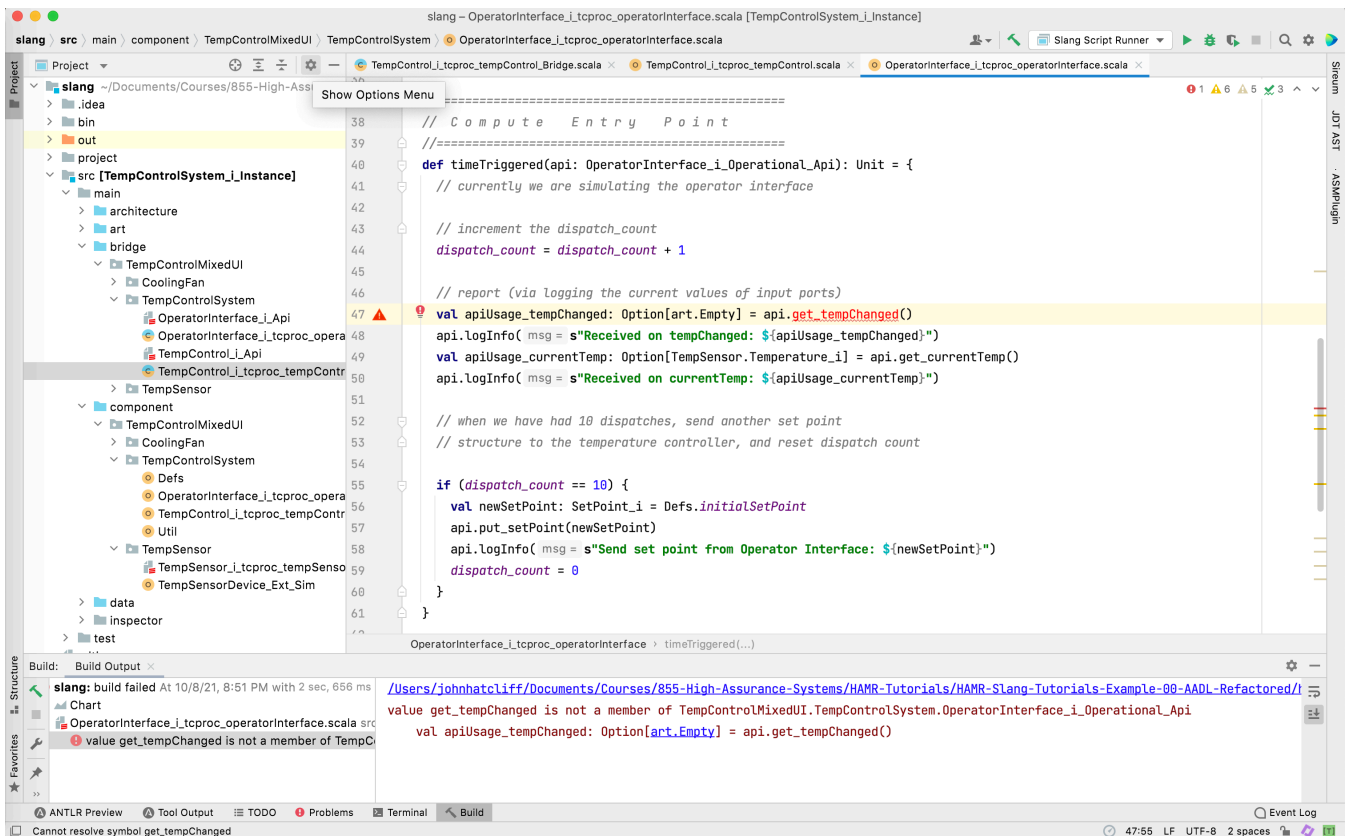 slang – OperatorInterface_i_tcproc_operatorInterface.scala [TempControlSystem_i_Instance]
slang 〉 src 〉 main 〉 component 〉 TempControlMixedUI 〉 TempControlSystem 〉 OperatorInterface_i_tcproc_operatorInterface.scala
Slang Script Runner
Project
TempControl_i_tcproc_tempControl_Bridge.scala
TempControl_i_tcproc_tempControl.scala
OperatorInterface_i_tcproc_operatorInterface.scala
Project
Structure
Favorites
Sireum
JDT AST
ASMPlugin
slang ~/Documents/Courses/855-High-Assu
Show Options Menu
.idea
bin
out
project
src [TempControlSystem_i_Instance]
main
architecture
art
bridge
TempControlMixedUI
CoolingFan
TempControlSystem
OperatorInterface_i_Api
OperatorInterface_i_tcproc_opera
TempControl_i_Api
TempControl_i_tcproc_tempContr
TempSensor
component
TempControlMixedUI
CoolingFan
TempControlSystem
Defs
OperatorInterface_i_tcproc_opera
TempControl_i_tcproc_tempContr
Util
TempSensor
TempSensor_i_tcproc_tempSenso
TempSensorDevice_Ext_Sim
data
inspector
test
1 6 5 3
38 // C o m p u t e   E n t r y   P o i n t
39 //================================================
40 def timeTriggered(api: OperatorInterface_i_Operational_Api): Unit = {
41 // currently we are simulating the operator interface
42
43 // increment the dispatch_count
44 dispatch_count = dispatch_count + 1
45
46 // report (via logging the current values of input ports)
47 val apiUsage_tempChanged: Option[art.Empty] = api.get_tempChanged()
48 api.logInfo( msg = s"Received on tempChanged: ${apiUsage_tempChanged}")
49 val apiUsage_currentTemp: Option[TempSensor.Temperature_i] = api.get_currentTemp()
50 api.logInfo( msg = s"Received on currentTemp: ${apiUsage_currentTemp}")
51
52 // when we have had 10 dispatches, send another set point
53 // structure to the temperature controller, and reset dispatch count
54
55 if (dispatch_count == 10) {
56 val newSetPoint: SetPoint_i = Defs.initialSetPoint
57 api.put_setPoint(newSetPoint)
58 api.logInfo( msg = s"Send set point from Operator Interface: ${newSetPoint}")
59 dispatch_count = 0
60 }
61 }
OperatorInterface_i_tcproc_operatorInterface › timeTriggered(...)
Build: Build Output
slang: build failed At 10/8/21, 8:51 PM with 2 sec, 656 ms
Chart
OperatorInterface_i_tcproc_operatorInterface.scala src
value get_tempChanged is not a member of TempCo
/Users/johnhatcliff/Documents/Courses/855-High-Assurance-Systems/HAMR-Tutorials/HAMR-Slang-Tutorials-Example-00-AADL-Refactored/h
value get_tempChanged is not a member of TempControlMixedUI.TempControlSystem.OperatorInterface_i_Operational_Api
val apiUsage_tempChanged: Option[art.Empty] = api.get_tempChanged()
ANTLR Preview Tool Output TODO Problems Terminal Build Event Log
Cannot resolve symbol get_tempChanged
47:55 LF UTF-8 2 spaces